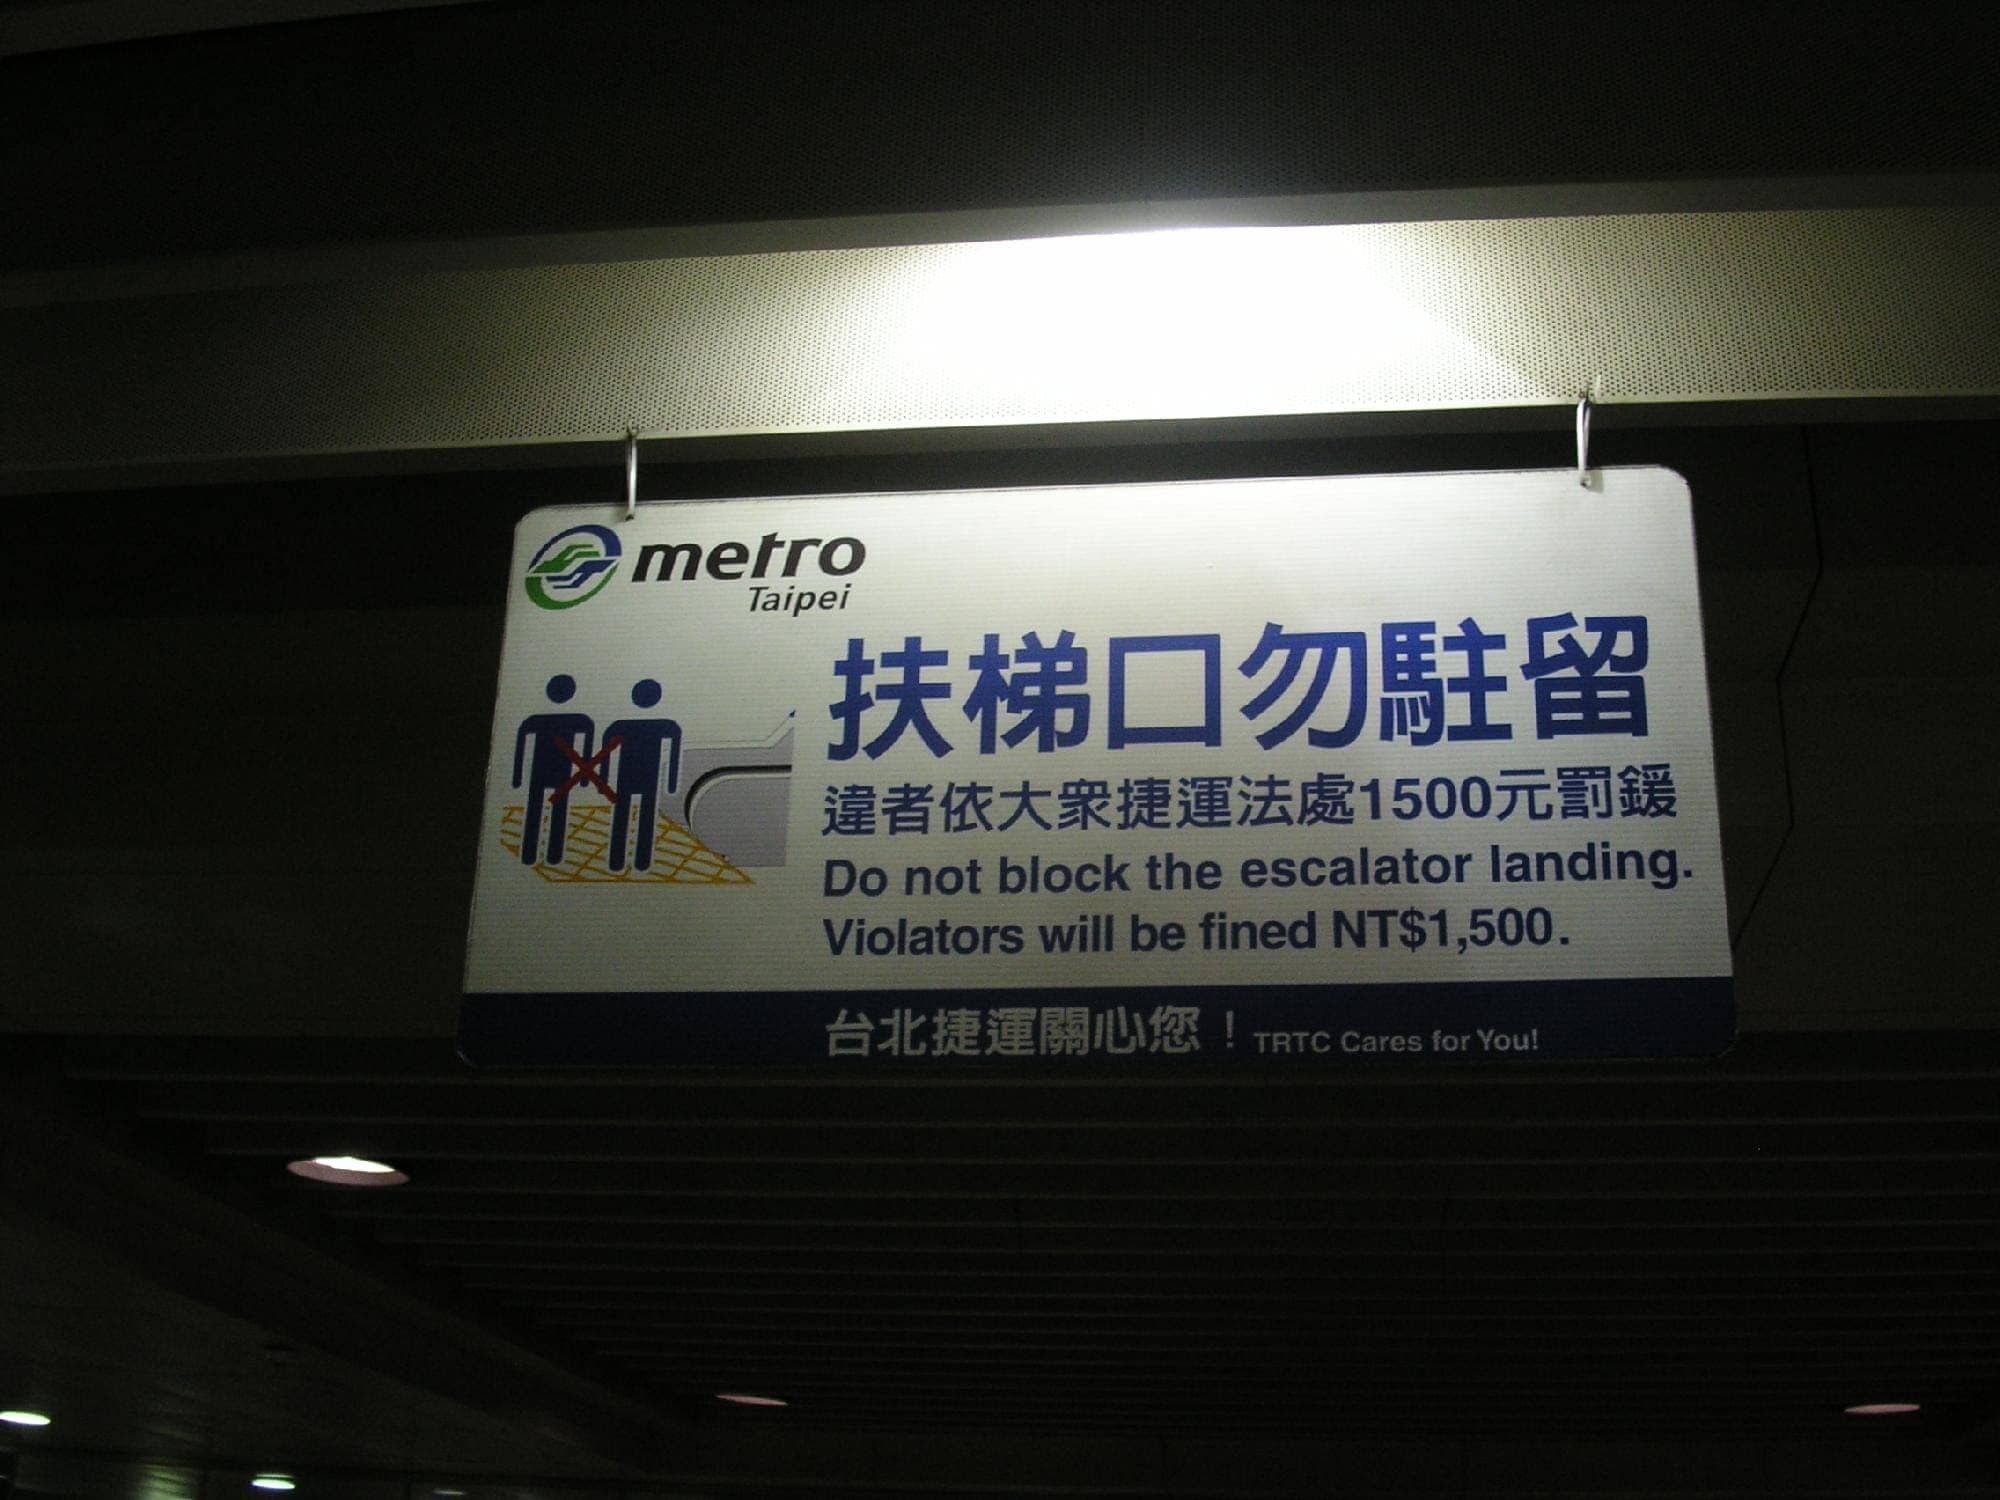 metro
Taipei
扶梯口勿駐留
違者依大眾捷運法處1500元罰鍰
Do not block the escalator landing.
Violators will be fined NT$1,500.
台北捷運關心您！ TRTC Cares for You!